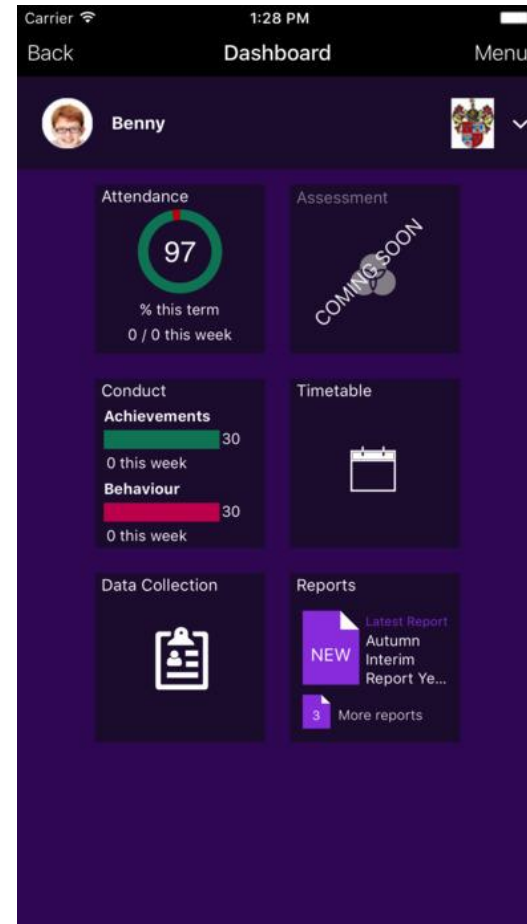 Carrier 1:28 PM
Back Dashboard Menu
Benny
Attendance
97
% this term
0 / 0 this week
Assessment
COMING SOON
Conduct
Achievements
30
0 this week
Behaviour
30
0 this week
Timetable
Data Collection
Reports
NEW
Latest Report
Autumn
Interim
Report Ye...
3 More reports